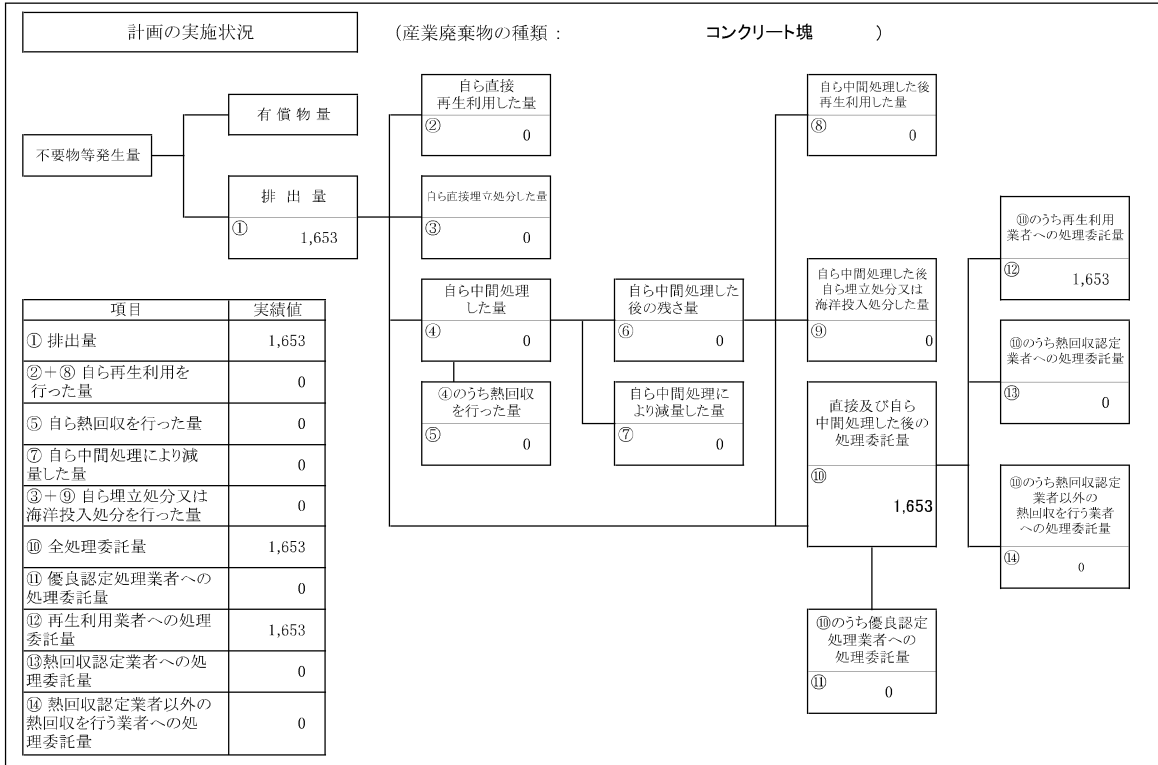 計画の実施状況
(産業廃棄物の種類： コンクリート塊 )
不要物等発生量
有償物量
排出量
① 1,653
自ら直接
再生利用した量
② 0
自ら直接埋立処分した量
③ 0
自ら中間処理
した量
④ 0
④のうち熱回収
を行った量
⑤ 0
自ら中間処理した
後の残さ量
⑥ 0
自ら中間処理に
より減量した量
⑦ 0
自ら中間処理した後
再生利用した量
⑧ 0
自ら中間処理した後
自ら埋立処分又は
海洋投入処分した量
⑨ 0
直接及び自ら
中間処理した後の
処理委託量
⑩
1,653
⑩のうち優良認定
処理業者への
処理委託量
⑪ 0
⑩のうち再生利用
業者への処理委託量
⑫ 1,653
⑩のうち熱回収認定
業者への処理委託量
⑬ 0
⑩のうち熱回収認定
業者以外の
熱回収を行う業者
への処理委託量
⑭ 0
項目 実績値
① 排出量 1,653
②＋⑧ 自ら再生利用を
行った量 0
⑤ 自ら熱回収を行った量 0
⑦ 自ら中間処理により減
量した量 0
③＋⑨ 自ら埋立処分又は
海洋投入処分を行った量 0
⑩ 全処理委託量 1,653
⑪ 優良認定処理業者への
処理委託量 0
⑫ 再生利用業者への処理
委託量 1,653
⑬熱回収認定業者への処
理委託量 0
⑭ 熱回収認定業者以外の
熱回収を行う業者への処
理委託量 0